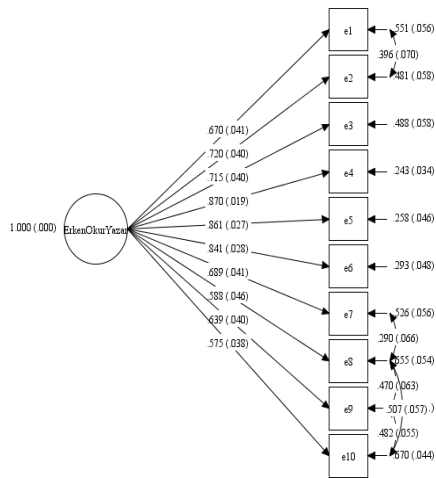 e1
.551 (.056)
.396 (.070)
e2
.481 (.058)
e3
.488 (.058)
.670 (.041)
.720 (.040)
.715 (.040)
e4
.243 (.034)
.870 (.019)
1.000 (.000)
ErkenOkurYazar
.861 (.027)
e5
.258 (.046)
.841 (.028)
e6
.293 (.048)
.689 (.041)
.588 (.046)
.639 (.040)
.575 (.038)
e7
.526 (.056)
.290 (.066)
e8
.655 (.054)
.470 (.063)
e9
.507 (.057)
.482 (.055)
e10
.670 (.044)